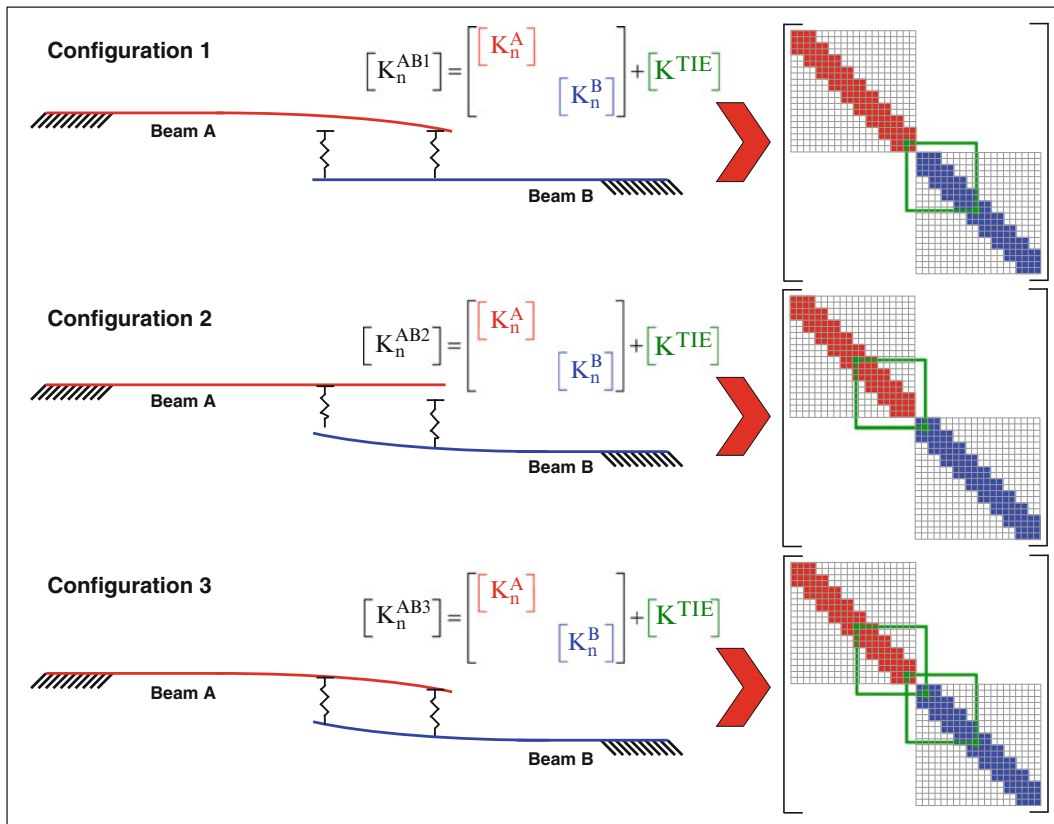 Configuration 1
[K_n^{AB1}] = [[K_n^A] [K_n^B]] + [K^{TIE}]
Beam A
Beam B
Configuration 2
[K_n^{AB2}] = [[K_n^A] [K_n^B]] + [K^{TIE}]
Beam A
Beam B
Configuration 3
[K_n^{AB3}] = [[K_n^A] [K_n^B]] + [K^{TIE}]
Beam A
Beam B